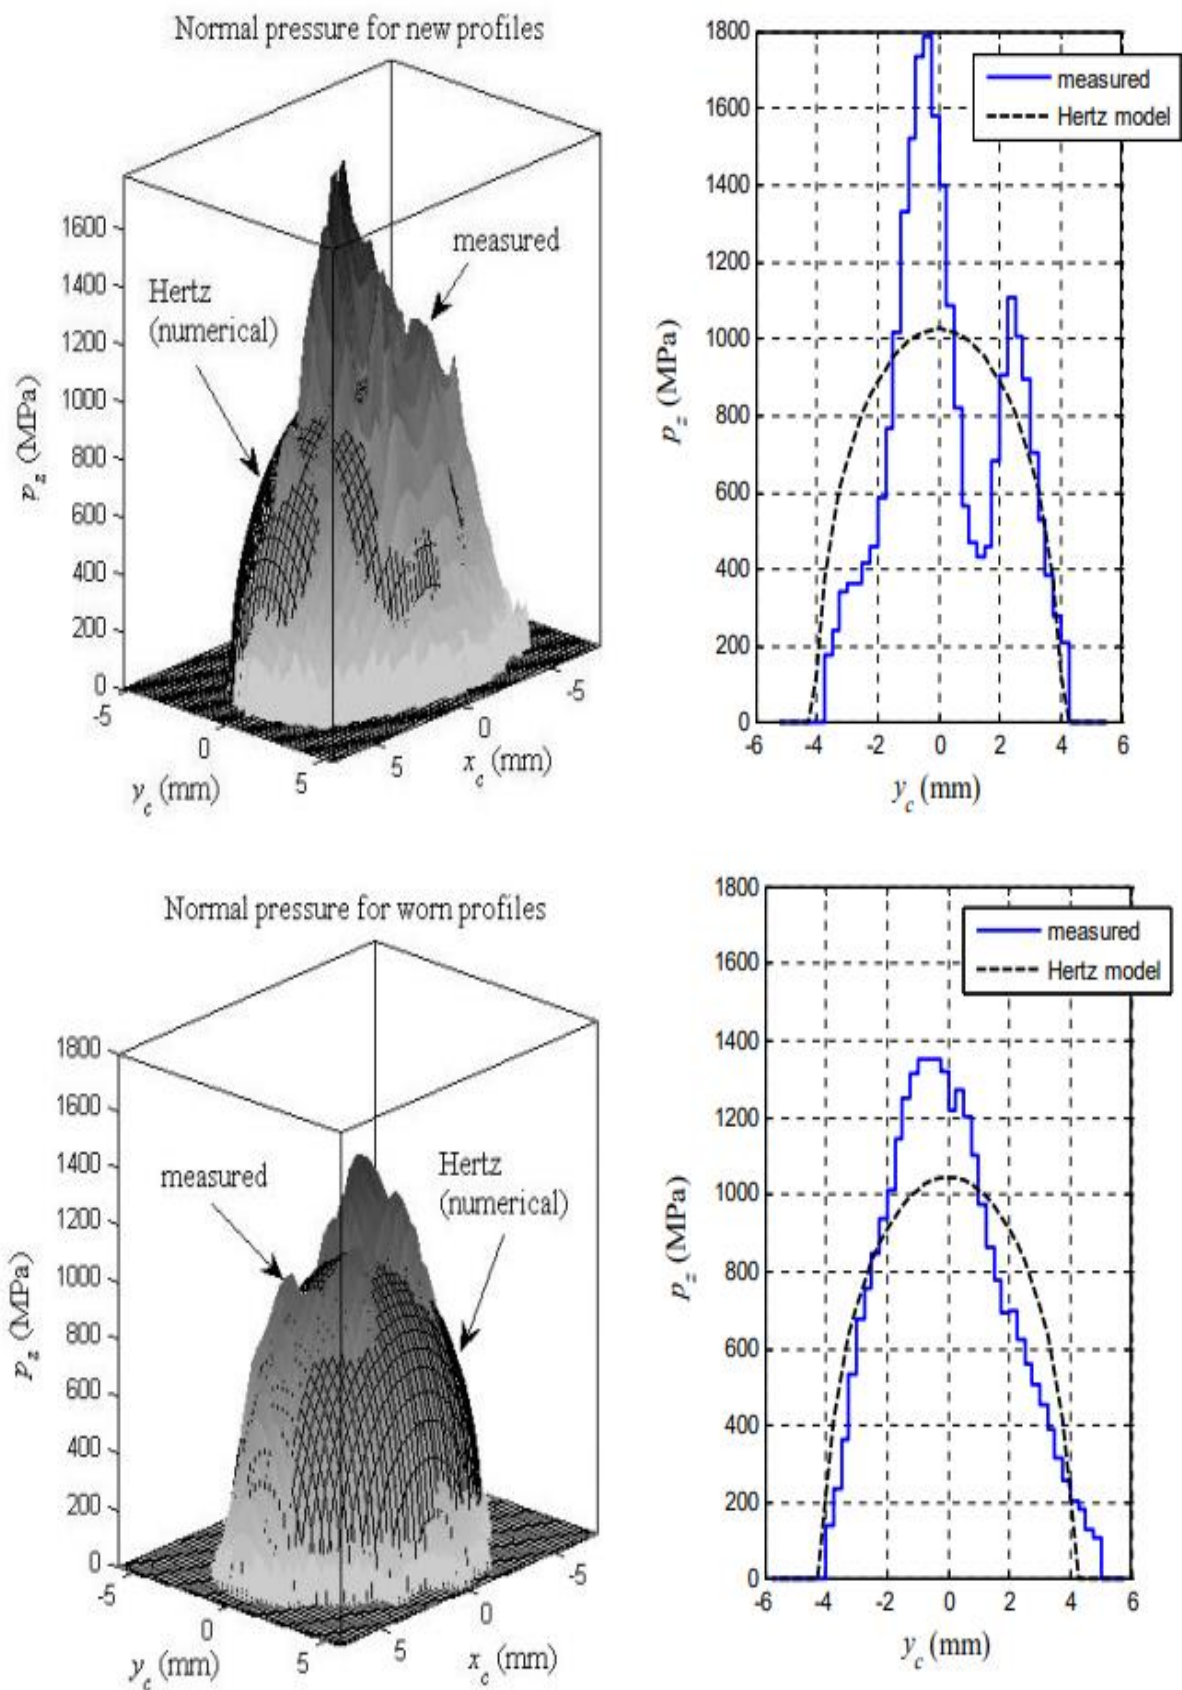 Normal pressure for new profiles
1600
1400
1200
1000
800
600
400
200
0
-5
0
5
5
0
-5
p_z (MPa)
y_c (mm)
x_c (mm)
Hertz
(numerical)
measured
1800
1600
1400
1200
1000
800
600
400
200
0
-6
-4
-2
0
2
4
6
p_z (MPa)
y_c (mm)
measured
Hertz model
Normal pressure for worn profiles
1800
1600
1400
1200
1000
800
600
400
200
0
-5
0
5
5
0
-5
p_z (MPa)
y_c (mm)
x_c (mm)
measured
Hertz
(numerical)
1800
1600
1400
1200
1000
800
600
400
200
0
-6
-4
-2
0
2
4
6
p_z (MPa)
y_c (mm)
measured
Hertz model